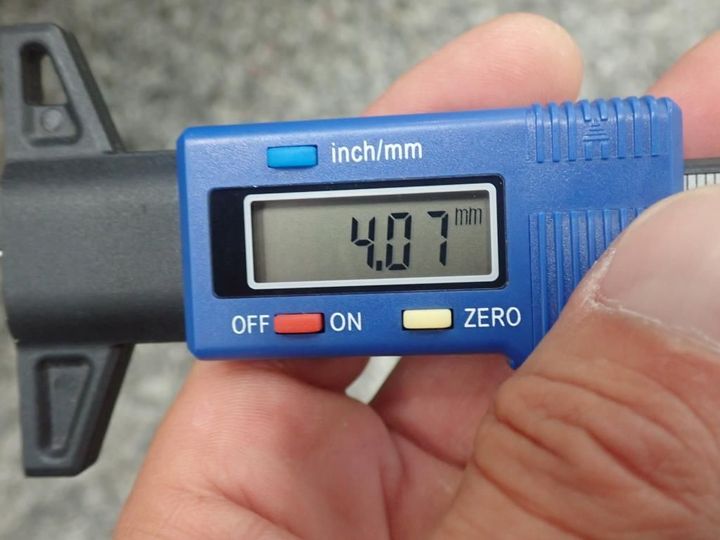 inch/mm
4.07 mm
OFF ON ZERO